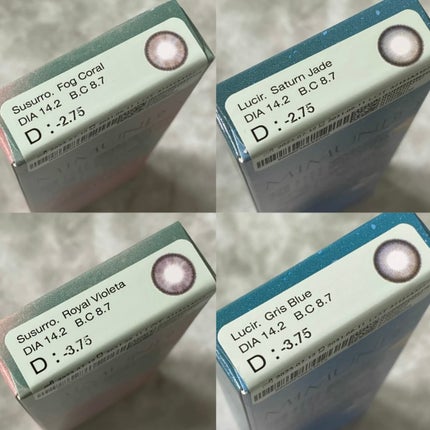 Susurro. Fog Coral
DIA 14.2 B.C 8.7
D : -2.75
Lucir. Saturn Jade
DIA 14.2 B.C 8.7
D : -2.75
MIMUNE
Susurro. Royal Violeta
DIA 14.2 B.C 8.7
D : -3.75
Lucir. Gris Blue
DIA 14.2 B.C 8.7
D : -3.75